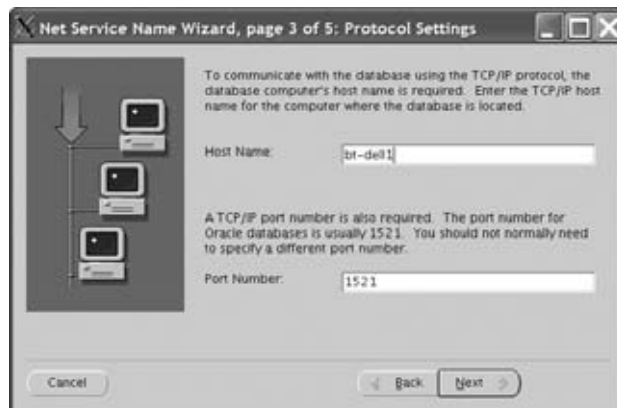 Net Service Name Wizard, page 3 of 5: Protocol Settings
To communicate with the database using the TCP/IP protocol, the
database computer's host name is required. Enter the TCP/IP host
name for the computer where the database is located.
Host Name:
bt-dell1
A TCP/IP port number is also required. The port number for
Oracle databases is usually 1521. You should not normally need
to specify a different port number.
Port Number:
1521
Cancel
Back
Next